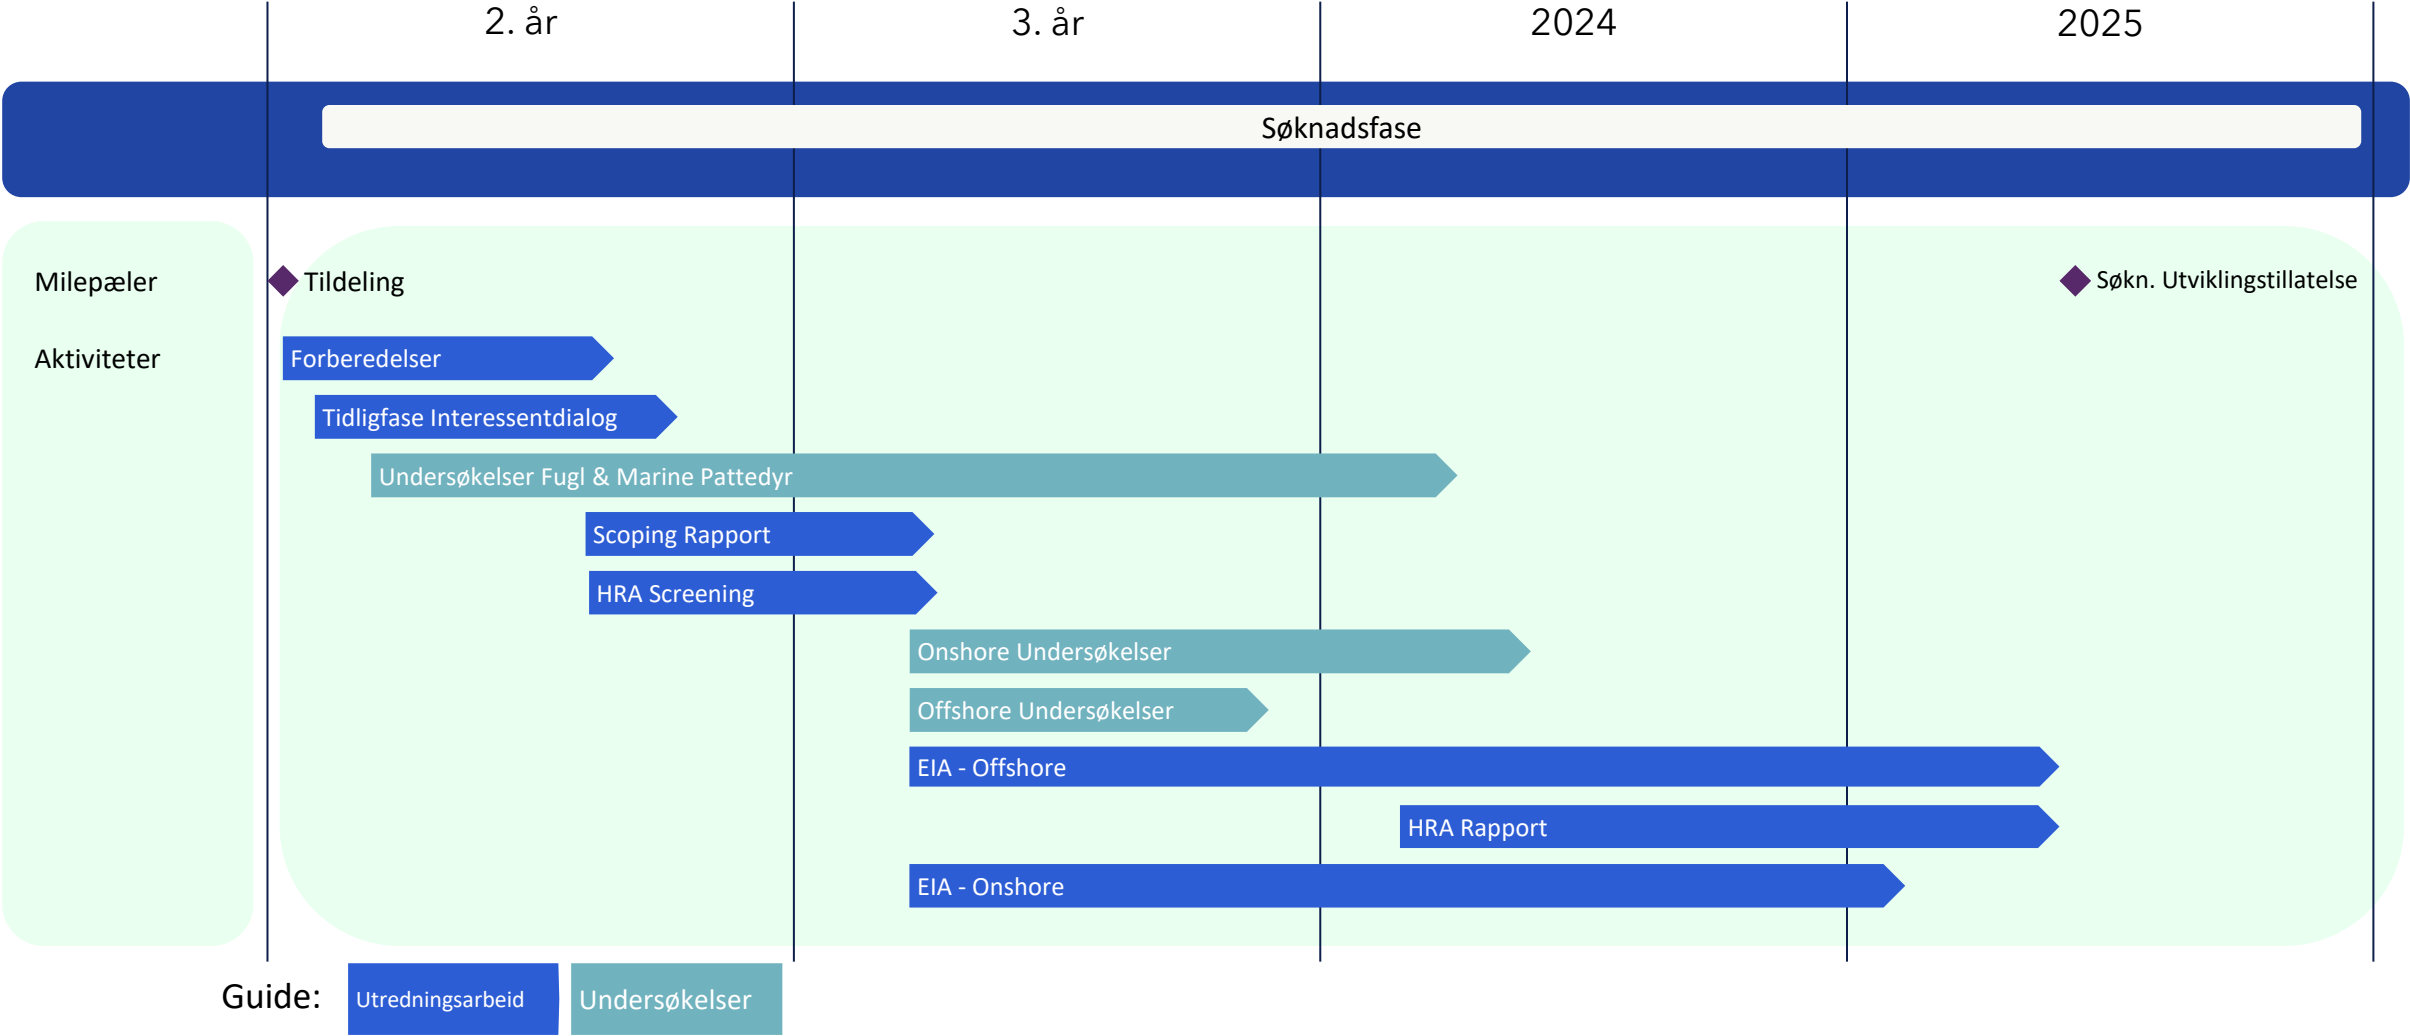 2. år
3. år
2024
2025
Søknadsfase
Milepæler
Tildeling
Søkn. Utviklingstillatelse
Aktiviteter
Forberedelser
Tidligfase Interessentdialog
Undersøkelser Fugl & Marine Pattedyr
Scoping Rapport
HRA Screening
Onshore Undersøkelser
Offshore Undersøkelser
EIA - Offshore
HRA Rapport
EIA - Onshore
Guide:
Utredningsarbeid
Undersøkelser